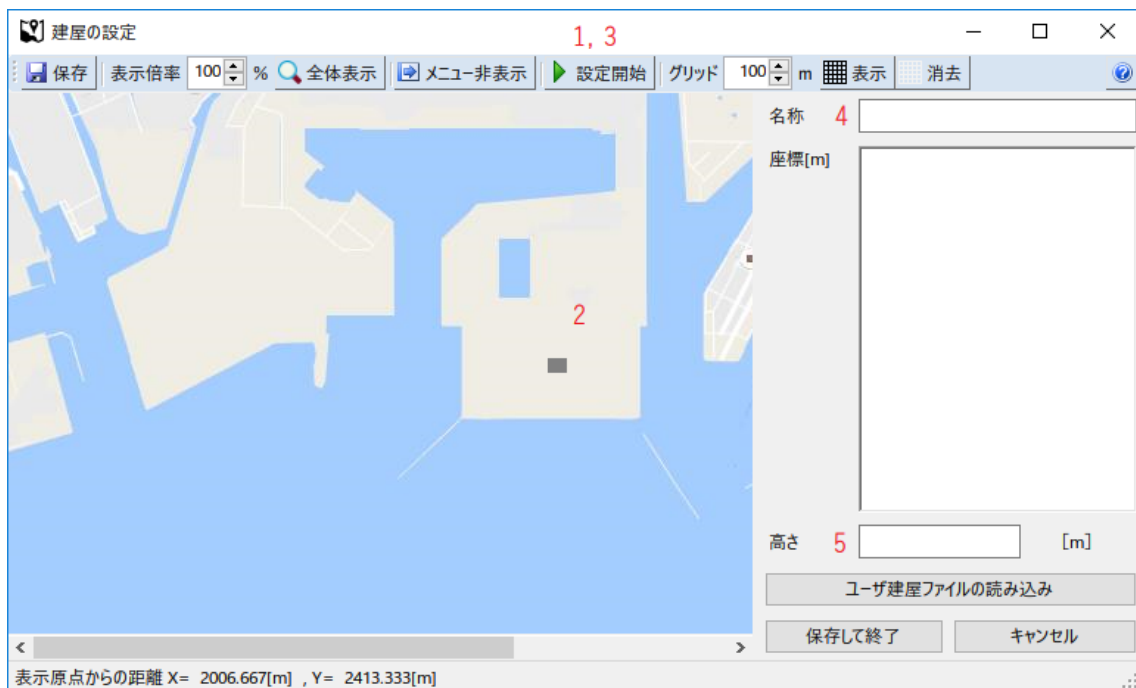 建屋の設定
1, 3
保存 表示倍率 100 % 全体表示 メニュー非表示 設定開始 グリッド 100 m 表示 消去
名称 4
座標[m]
2
高さ 5 [m]
ユーザ建屋ファイルの読み込み
保存して終了 キャンセル
表示原点からの距離 X= 2006.667[m] , Y= 2413.333[m]